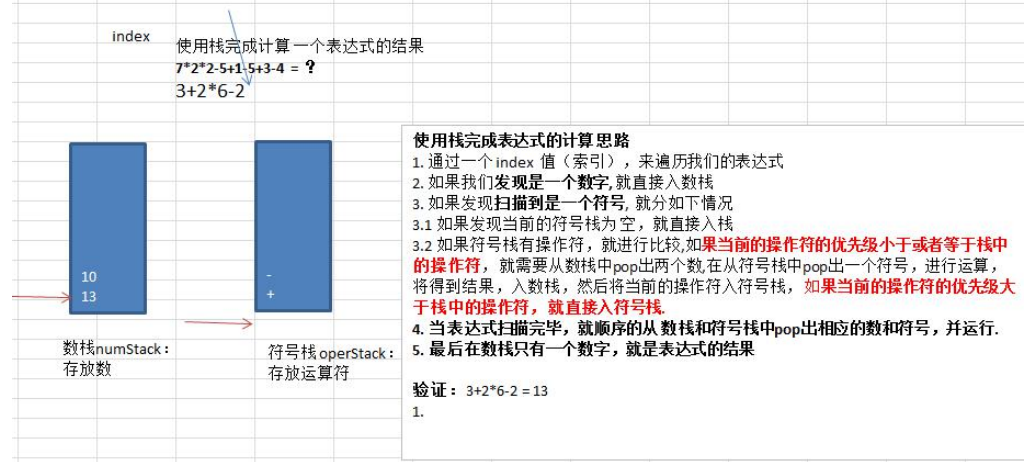 index
使用栈完成计算一个表达式的结果
7*2*2-5+1-5+3-4 = ?
3+2*6-2
10
13
-
+
数栈numStack：
存放数
符号栈operStack：
存放运算符
使用栈完成表达式的计算思路
1. 通过一个 index 值（索引），来遍历我们的表达式
2. 如果我们发现是一个数字, 就直接入数栈
3. 如果发现扫描到是一个符号, 就分如下情况
3.1 如果发现当前的符号栈为 空，就直接入栈
3.2 如果符号栈有操作符，就进行比较,如果当前的操作符的优先级小于或者等于栈中
的操作符， 就需要从数栈中pop出两个数,在从符号栈中pop出一个符号，进行运算，
将得到结果，入数栈，然后将当前的操作符入符号栈， 如果当前的操作符的优先级大
于栈中的操作符， 就直接入符号栈.
4. 当表达式扫描完毕，就顺序的从 数栈和符号栈中pop出相应的数和符号，并运行.
5. 最后在数栈只有一个数字，就是表达式的结果
验证：3+2*6-2 = 13
1.